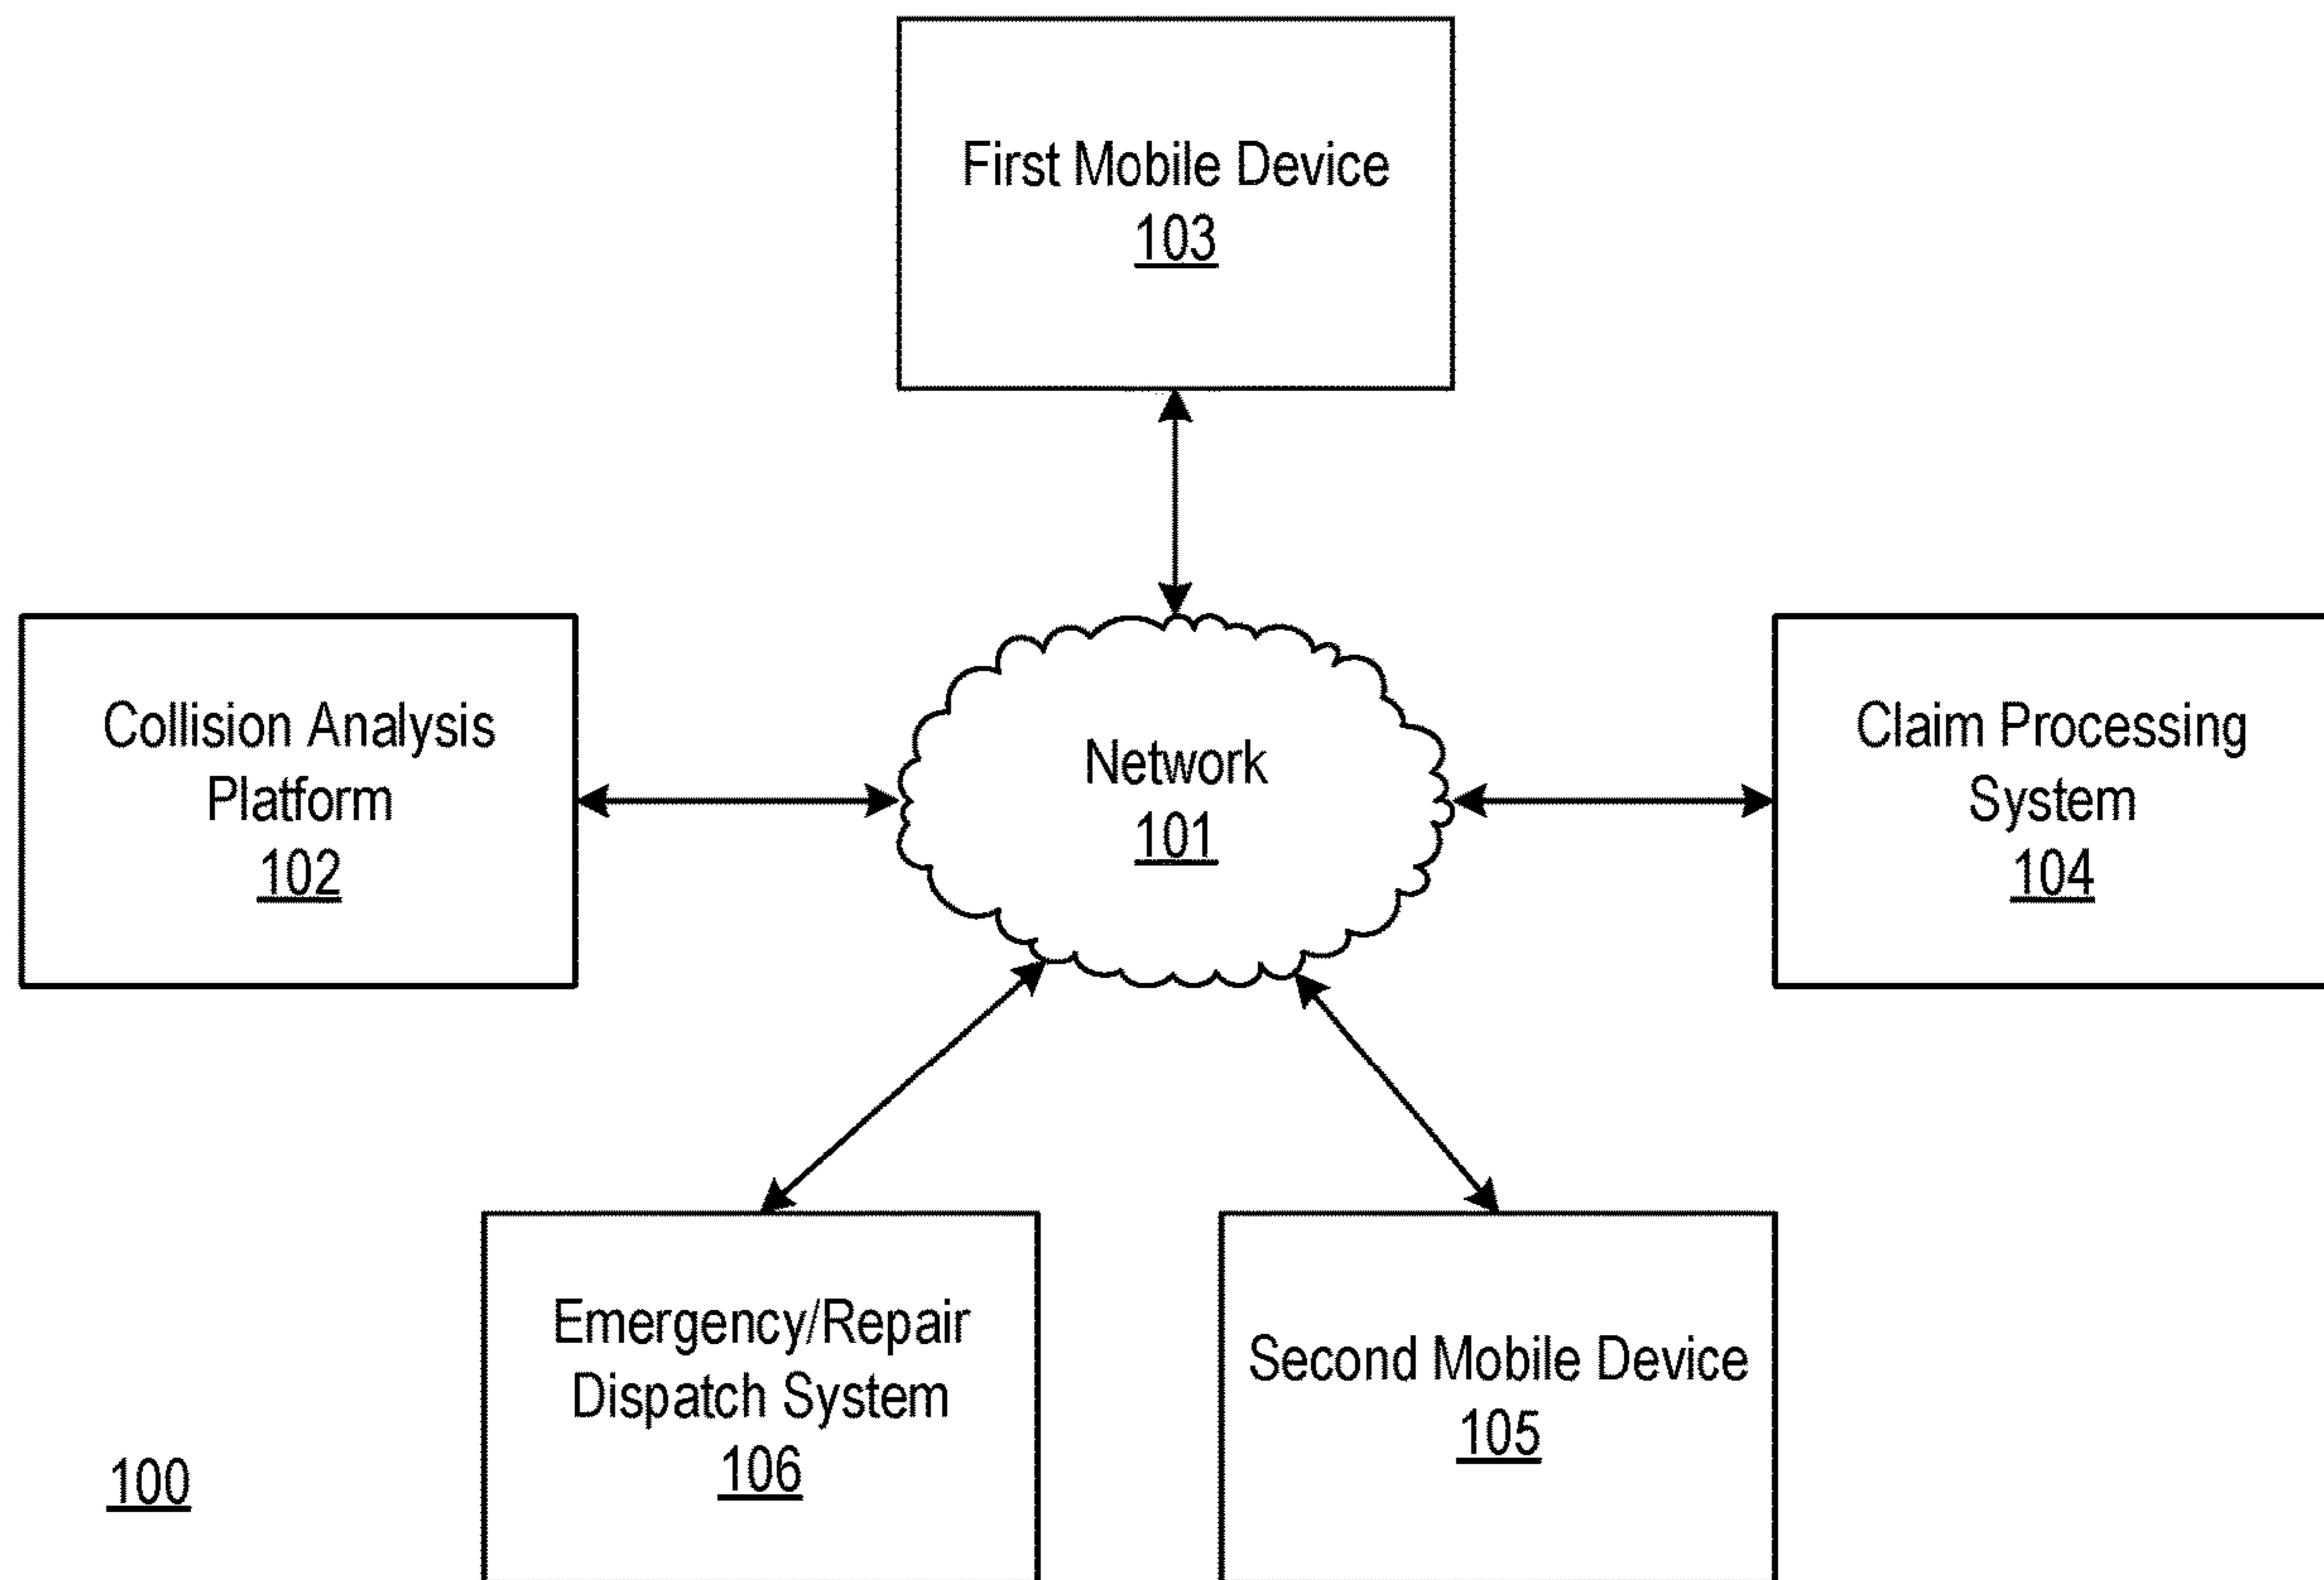 First Mobile Device
103
Collision Analysis
Platform
102
Network
101
Claim Processing
System
104
Emergency/Repair
Dispatch System
106
Second Mobile Device
105
100